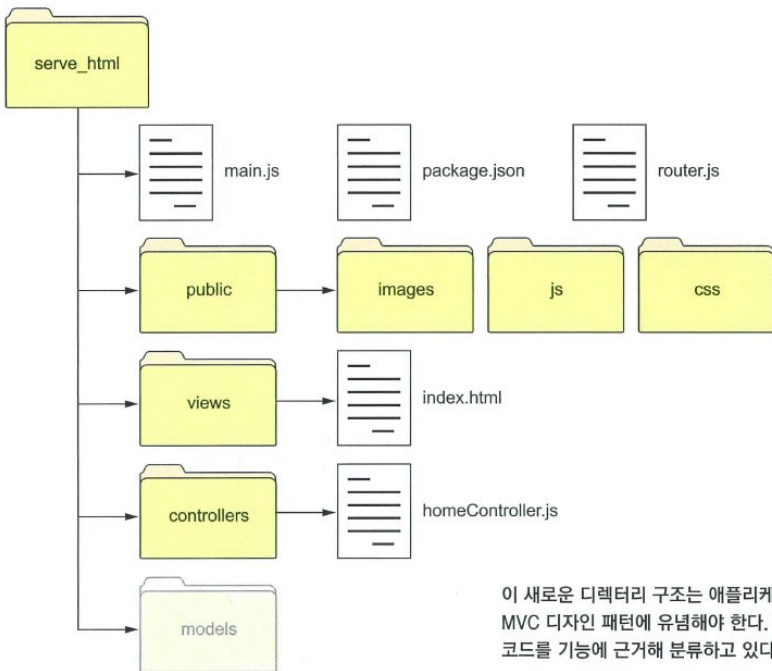 serve_html
main.js
package.json
router.js
public
images
js
css
views
index.html
controllers
homeController.js
models
이 새로운 디렉터리 구조는 애플리케
MVC 디자인 패턴에 유념해야 한다.
코드를 기능에 근거해 분류하고 있다